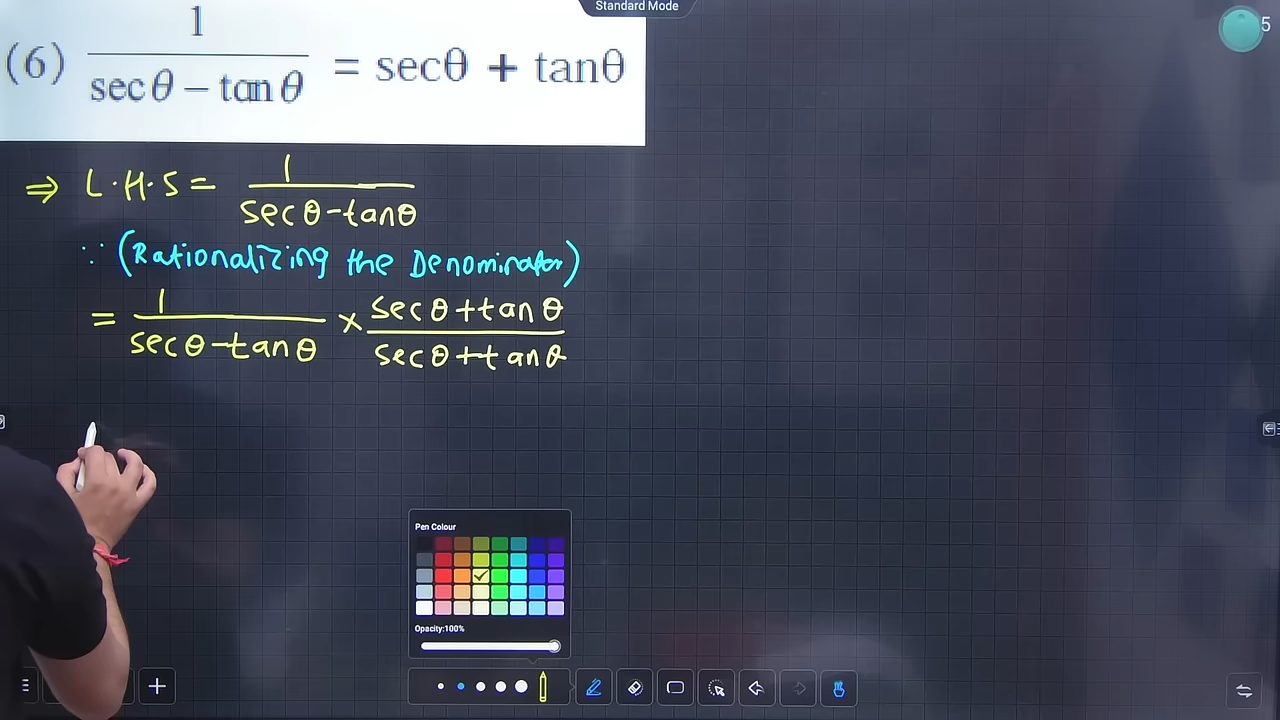 Standard Mode
5
(6) 1 / (secθ − tanθ) = secθ + tanθ
⇒ L.H.S = 1 / (secθ-tanθ)
∵ (Rationalizing the Denominator)
= 1 / (secθ-tanθ) × (secθ+tanθ) / (secθ+tanθ)
Pen Colour
Opacity:100%